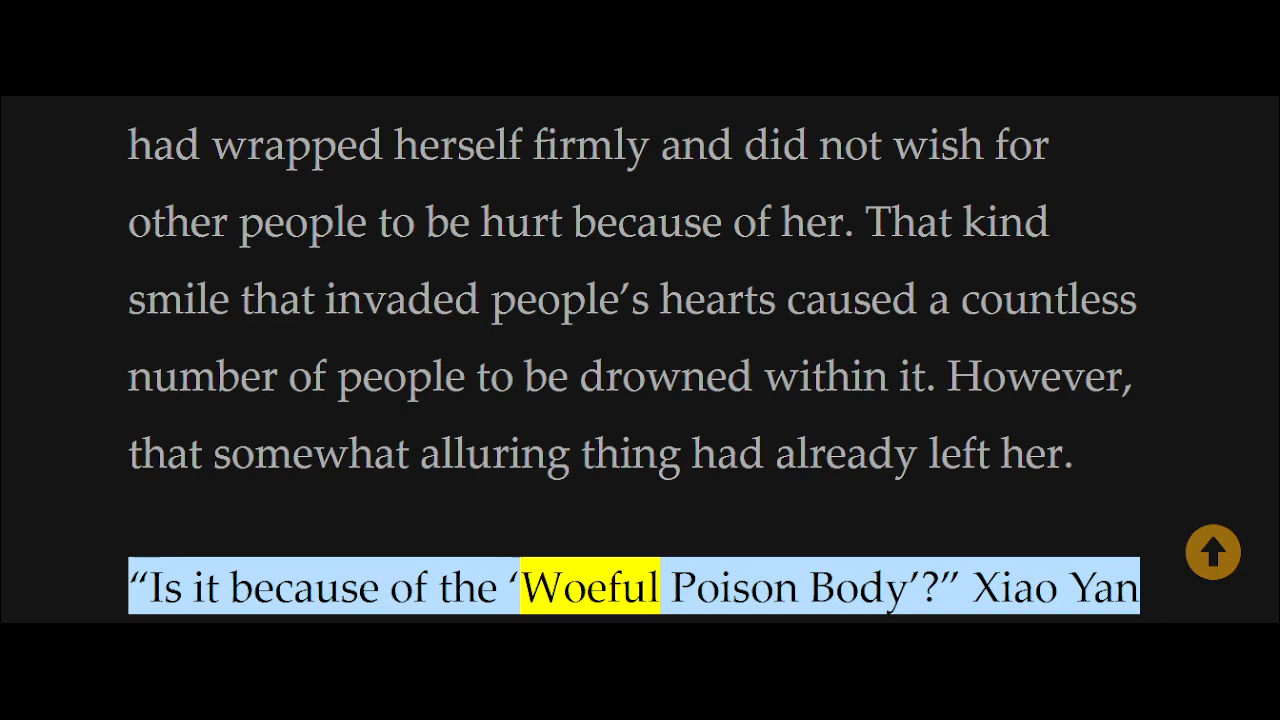 had wrapped herself firmly and did not wish for
other people to be hurt because of her. That kind
smile that invaded people’s hearts caused a countless
number of people to be drowned within it. However,
that somewhat alluring thing had already left her.
“Is it because of the ‘Woeful Poison Body’?” Xiao Yan